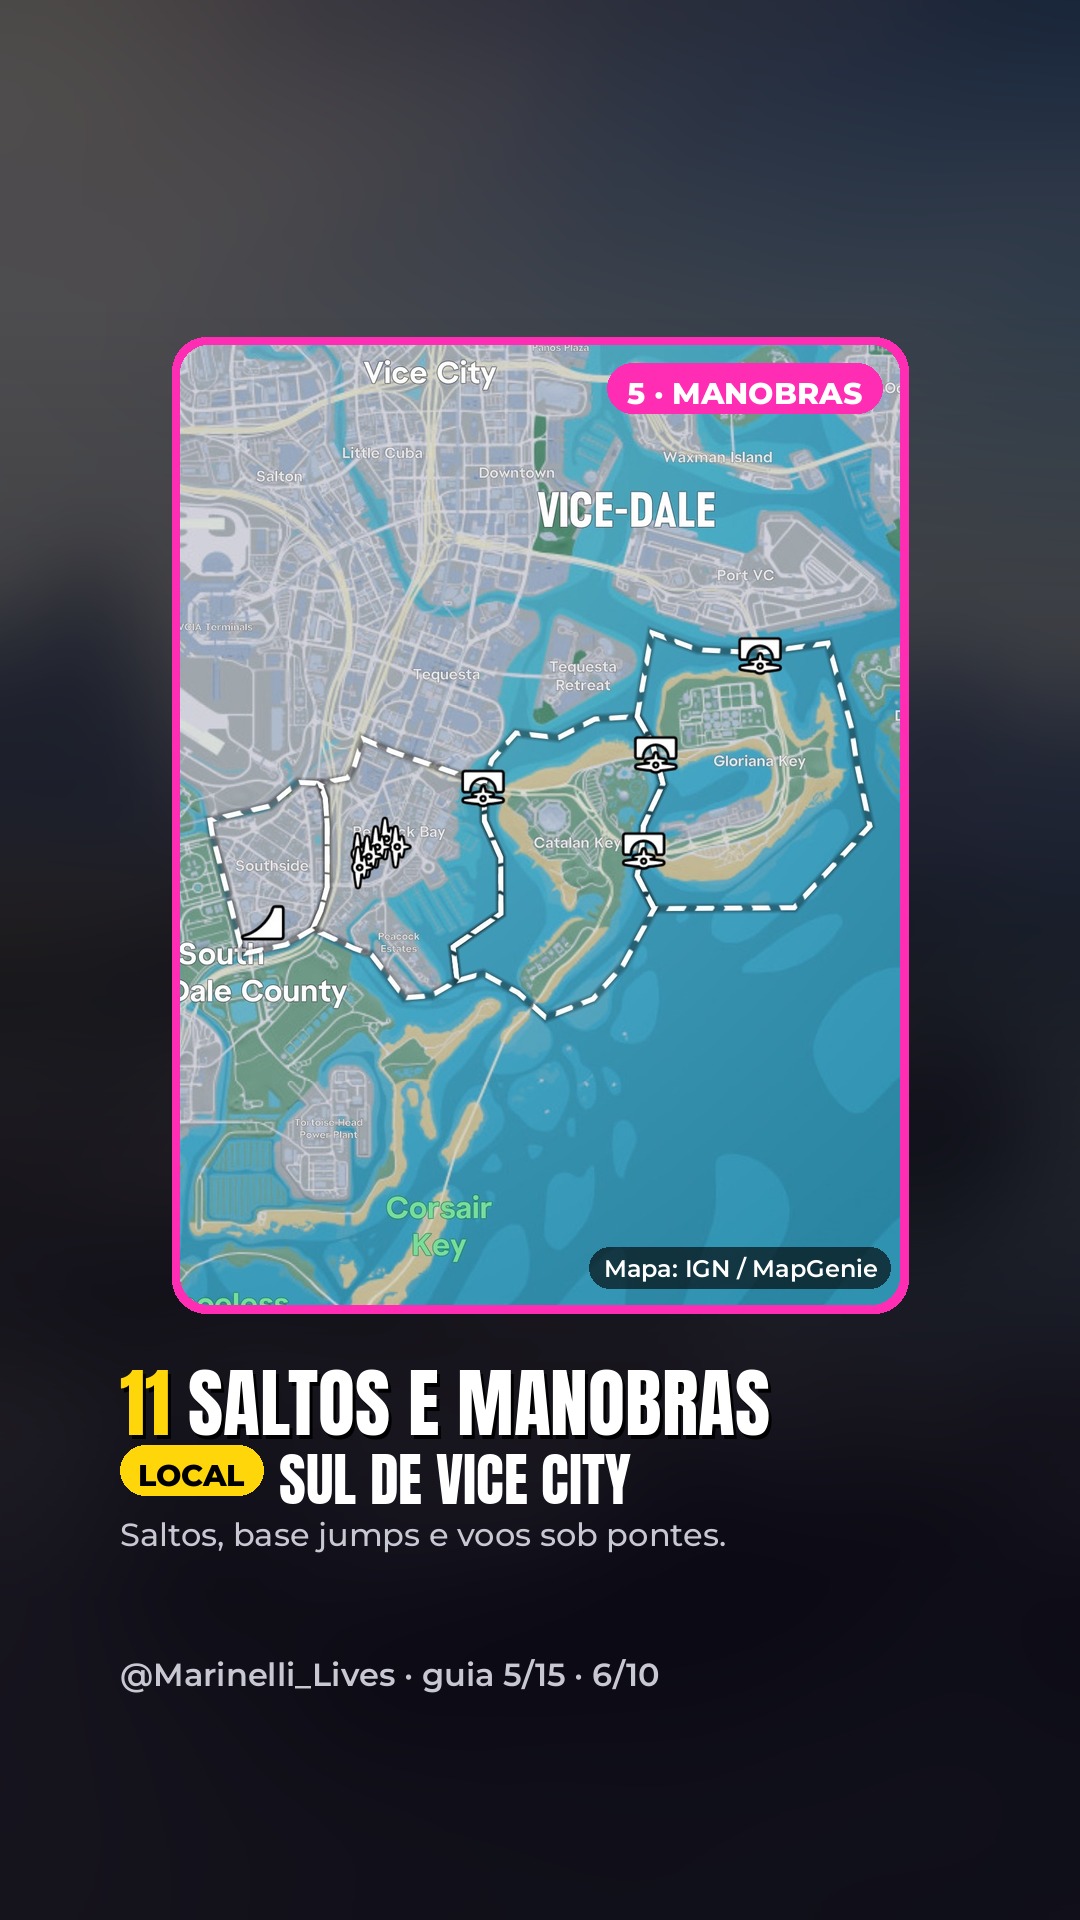 Panos Plaza
Vice City
5 · MANOBRAS
Little Cuba
Waxman Island
Salton
Downtown
VICE-DALE
Port VC
VCIA Terminals
Tequesta
Tequesta
Retreat
Gloriana Key
Bay
Catalan Key
Southside
Peacock
Estates
South
Dale County
Tortoise Head
Power Plant
Corsair
Key
Mapa: IGN / MapGenie
11 SALTOS E MANOBRAS
LOCAL SUL DE VICE CITY
Saltos, base jumps e voos sob pontes.
@Marinelli_Lives · guia 5/15 · 6/10